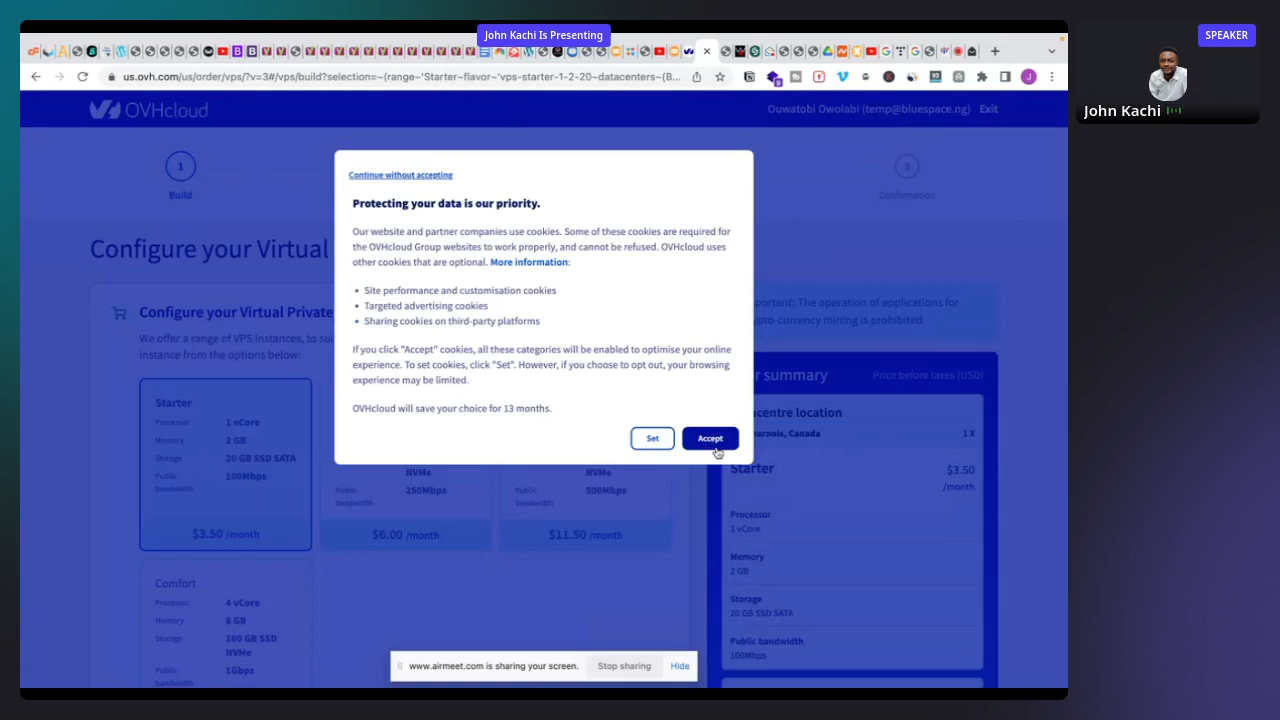 John Kachi Is Presenting
SPEAKER
John Kachi
us.ovh.com/us/order/vps/?v=3#/vps/build?selection=~(range~'Starter~flavor~'vps-starter-1-2-20~datacenters~(B...
OVHcloud
Ouwatobi Owolabi (temp@bluespace.ng) Exit
1
Build
5
Confirmation
Continue without accepting
Protecting your data is our priority.
Our website and partner companies use cookies. Some of these cookies are required for
the OVHcloud Group websites to work properly, and cannot be refused. OVHcloud uses
other cookies that are optional. More information:
• Site performance and customisation cookies
• Targeted advertising cookies
• Sharing cookies on third-party platforms
If you click "Accept" cookies, all these categories will be enabled to optimise your online
experience. To set cookies, click "Set". However, if you choose to opt out, your browsing
experience may be limited.
OVHcloud will save your choice for 13 months.
Set
Accept
Configure your Virtual
Configure your Virtual Private
We offer a range of VPS instances, to
instance from the options below:
Starter
Processor 1 vCore
Memory 2 GB
Storage 20 GB SSD SATA
Public bandwidth 100Mbps
$3.50 /month
NVMe
Public bandwidth 250Mbps
$6.00 /month
NVMe
Public bandwidth 500Mbps
$11.50 /month
Comfort
Processor 4 vCore
Memory 8 GB
Storage 160 GB SSD NVMe
Public bandwidth 1Gbps
The operation of applications for
mining is prohibited.
summary
Price before taxes (USD)
location
Canada 1 X
Starter $3.50
/month
Processor
1 vCore
Memory
2 GB
Storage
20 GB SSD SATA
Public bandwidth
100Mbps
www.airmeet.com is sharing your screen.
Stop sharing
Hide